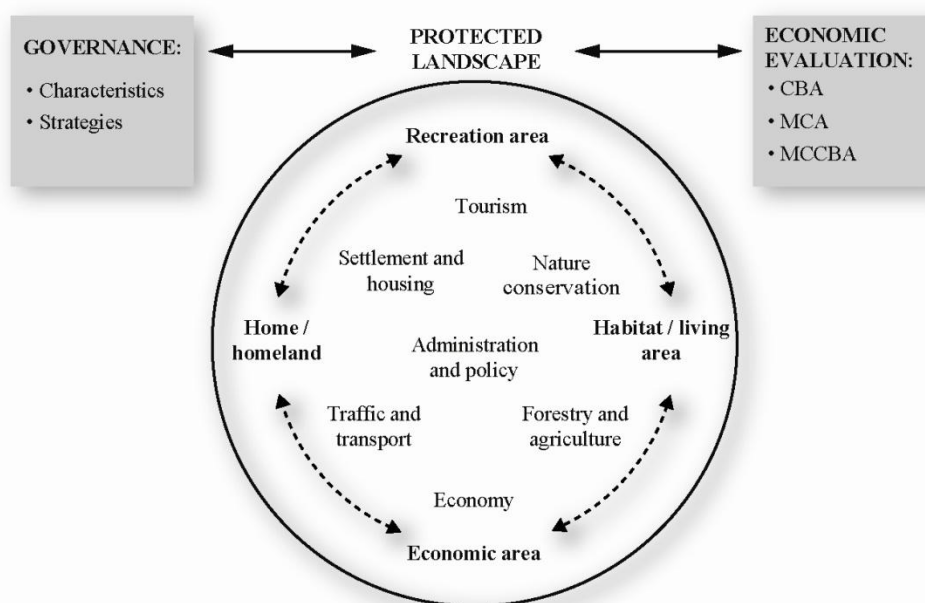 GOVERNANCE:
• Characteristics
• Strategies
PROTECTED
LANDSCAPE
ECONOMIC
EVALUATION:
• CBA
• MCA
• MCCBA
Recreation area
Tourism
Settlement and
housing
Nature
conservation
Home /
homeland
Habitat / living
area
Administration
and policy
Traffic and
transport
Forestry and
agriculture
Economy
Economic area